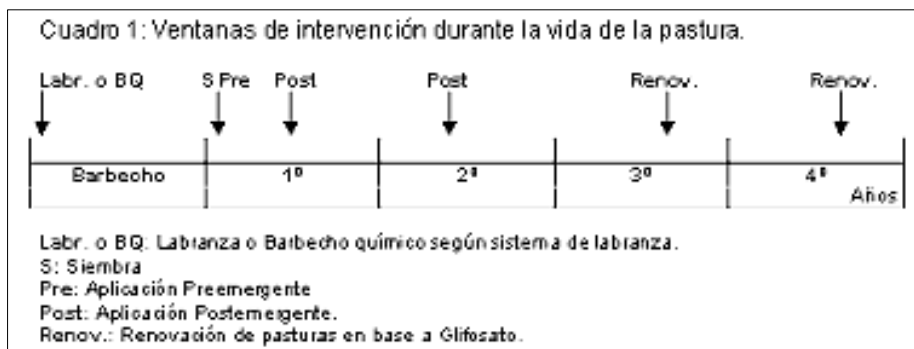 Cuadro 1: Ventanas de intervención durante la vida de la pastura.
Labr. o BQ S Pre Post Post Renov. Renov.
Barbecho 1º 2º 3º 4º
Años
Labr. o BQ: Labranza o Barbecho químico según sistema de labranza.
S: Siembra
Pre: Aplicación Preemergente
Post: Aplicación Postemergente.
Renov.: Renovación de pasturas en base a Glifosato.